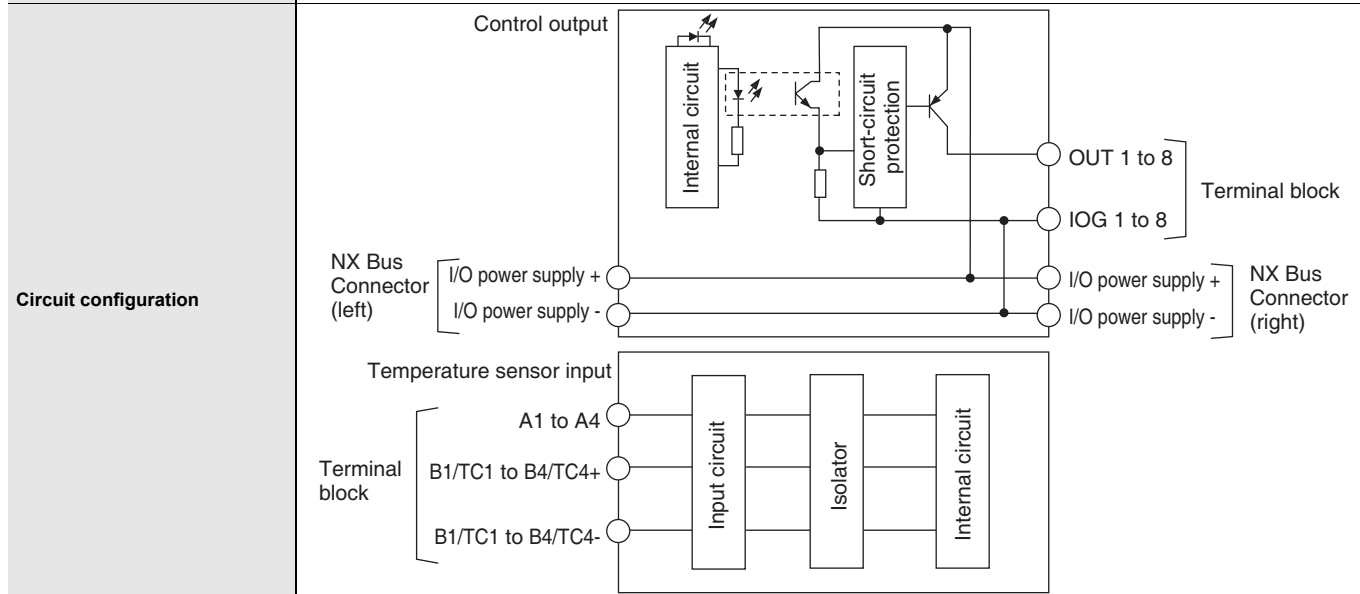 Circuit configuration
Control output
Internal circuit
Short-circuit
protection
OUT 1 to 8
IOG 1 to 8
Terminal block
NX Bus
Connector
(left)
I/O power supply +
I/O power supply -
I/O power supply +
I/O power supply -
NX Bus
Connector
(right)
Temperature sensor input
Terminal
block
A1 to A4
B1/TC1 to B4/TC4+
B1/TC1 to B4/TC4-
Input circuit
Isolator
Internal circuit